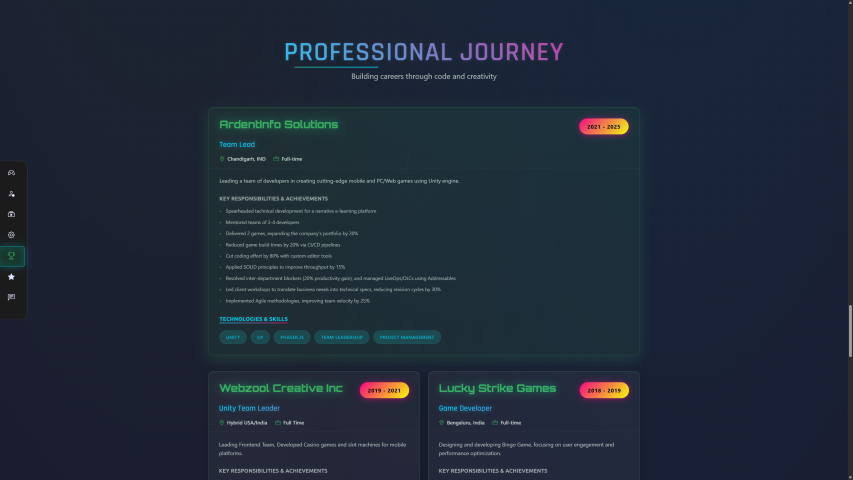 PROFESSIONAL JOURNEY
Building careers through code and creativity
ArdentInfo Solutions
2021 - 2025
Team Lead
Chandigarh, IND
Full-time
Leading a team of developers in creating cutting-edge mobile and PC/Web games using Unity engine.
KEY RESPONSIBILITIES & ACHIEVEMENTS
Spearheaded technical development for a narrative e-learning platform
Mentored teams of 3-4 developers
Delivered 2 games, expanding the company's portfolio by 20%
Reduced game build times by 20% via CI/CD pipelines
Cut coding effort by 80% with custom editor tools
Applied SOLID principles to improve throughput by 15%
Resolved inter-department blockers (20% productivity gain), and managed LiveOps/DLCs using Addressables
Led client workshops to translate business needs into technical specs, reducing revision cycles by 30%
Implemented Agile methodologies, improving team velocity by 25%.
TECHNOLOGIES & SKILLS
UNITY
C#
PHASERJS
TEAM LEADERSHIP
PROJECT MANAGEMENT
Webzool Creative Inc
2019 - 2021
Unity Team Leader
Hybrid USA/India
Full Time
Leading Frontend Team, Developed Casino games and slot machines for mobile
platforms.
KEY RESPONSIBILITIES & ACHIEVEMENTS
Lucky Strike Games
2018 - 2019
Game Developer
Bengaluru, India
Full-time
Designing and developing Bingo Game, focusing on user engagement and
performance optimization.
KEY RESPONSIBILITIES & ACHIEVEMENTS